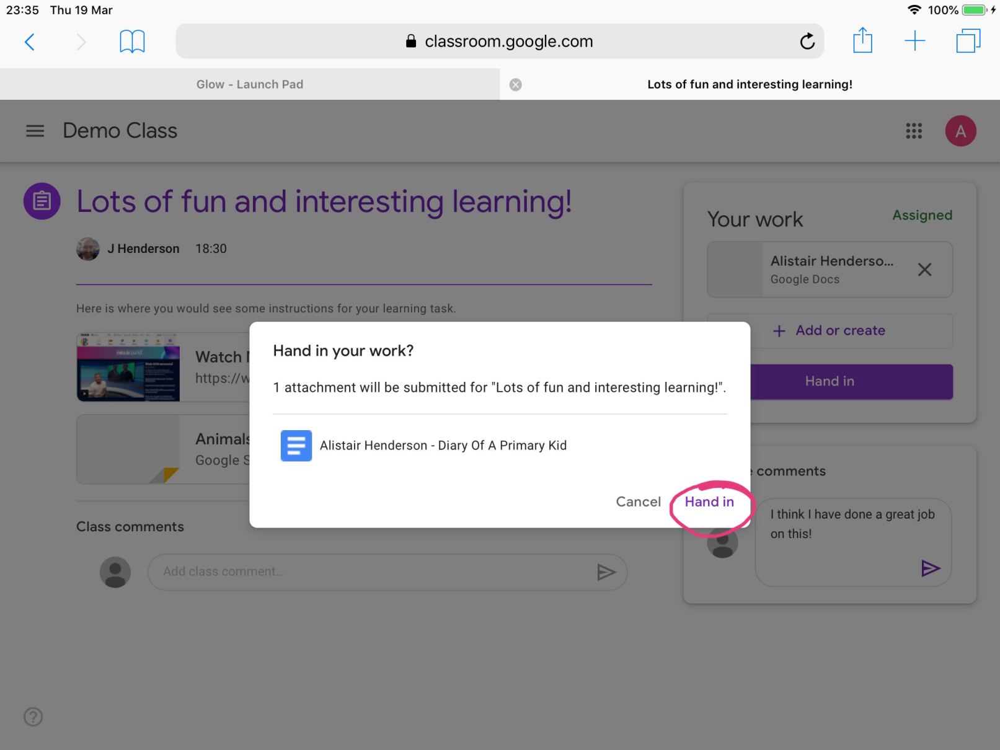 23:35 Thu 19 Mar
100%
classroom.google.com
Glow - Launch Pad
Lots of fun and interesting learning!
Demo Class
A
Lots of fun and interesting learning!
J Henderson 18:30
Here is where you would see some instructions for your learning task.
newsround
Watch
https://w
Animals
Google S
Class comments
Add class comment...
Your work
Assigned
Alistair Henderso...
Google Docs
+ Add or create
Hand in
comments
I think I have done a great job
on this!
Hand in your work?
1 attachment will be submitted for "Lots of fun and interesting learning!".
Alistair Henderson - Diary Of A Primary Kid
Cancel
Hand in
?